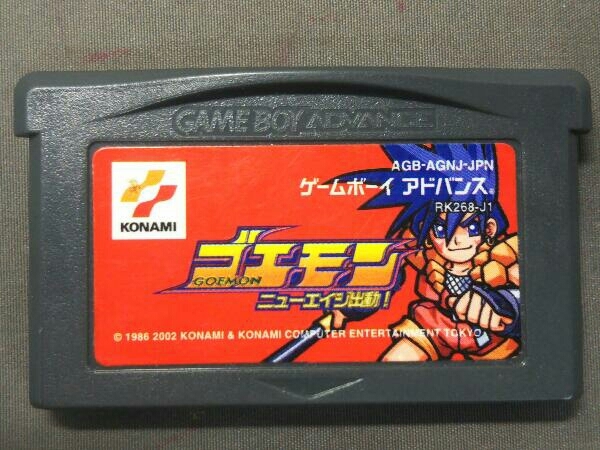 GAME BOY ADVANCE
AGB-AGNJ-JPN
ゲームボーイ アドバンス®
RK268-J1
KONAMI
ゴエモン
GOEMON
ニューエイジ出動!
© 1986 2002 KONAMI & KONAMI COMPUTER ENTERTAINMENT TOKYO